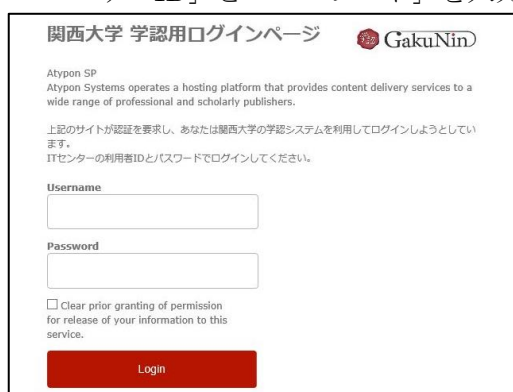 関西大学 学認用ログインページ
GakuNin
Atypon SP
Atypon Systems operates a hosting platform that provides content delivery services to a
wide range of professional and scholarly publishers.
上記のサイトが認証を要求し、あなたは関西大学の学認システムを利用してログインしようとしてい
ます。
ITセンターの利用者IDとパスワードでログインしてください。
Username
Password
Clear prior granting of permission
for release of your information to this
service.
Login